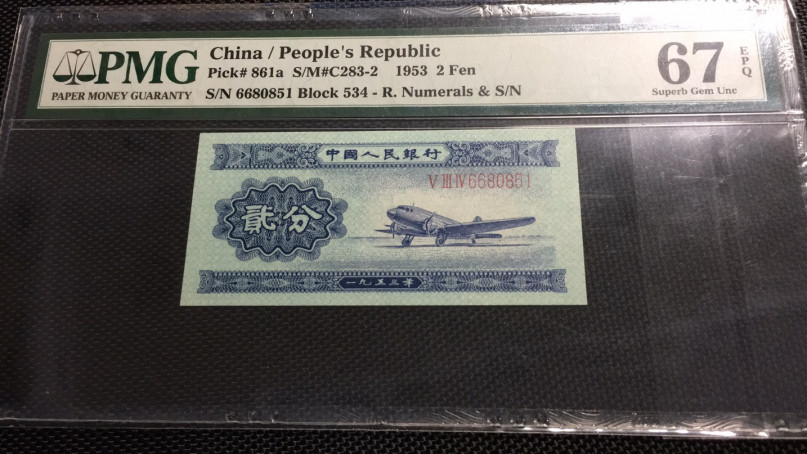 PMG
PAPER MONEY GUARANTY
China / People's Republic
Pick# 861a S/M#C283-2 1953 2 Fen
S/N 6680851 Block 534 - R. Numerals & S/N
67 EPQ
Superb Gem Unc
中國人民銀行
V III IV 6680851
貳分
一九五三年